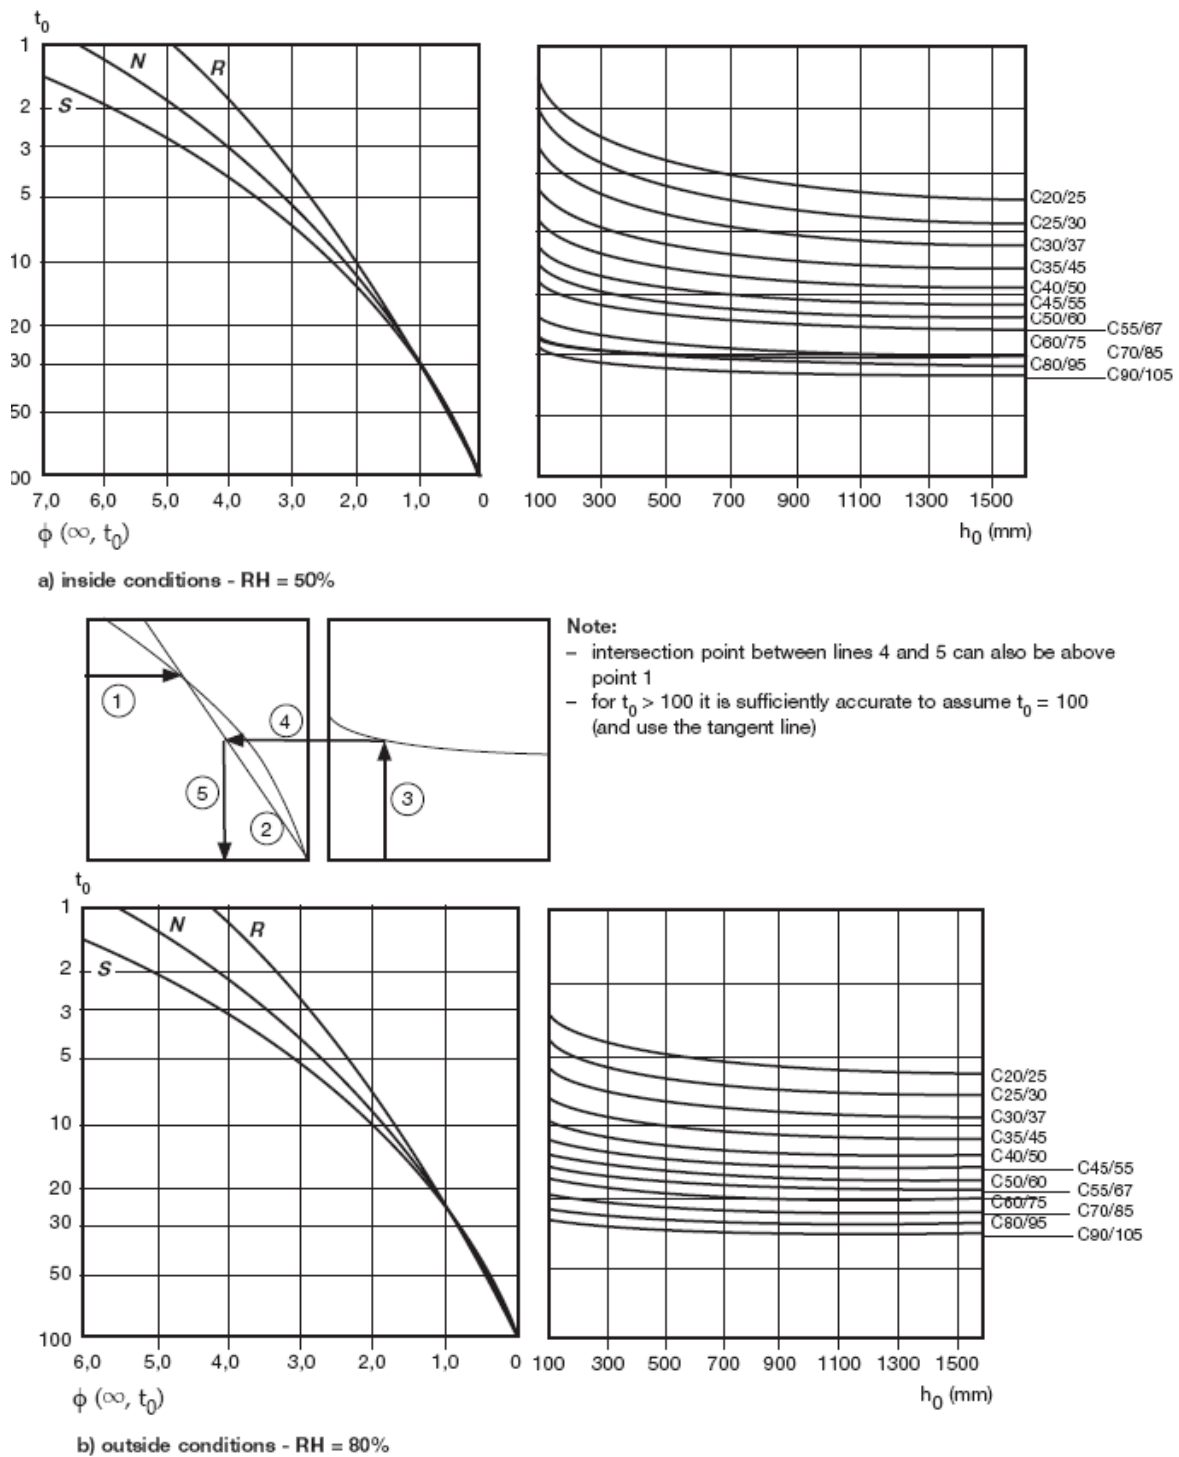 t0
1
2
3
5
10
20
30
50
00
N
R
S
7,0 6,0 5,0 4,0 3,0 2,0 1,0 0
ϕ (∞, t0)
C20/25
C25/30
C30/37
C35/45
C40/50
C45/55
C50/60
C55/67
C60/75
C70/85
C80/95
C90/105
100 300 500 700 900 1100 1300 1500
h0 (mm)
a) inside conditions - RH = 50%
1
4
5
2
3
Note:
– intersection point between lines 4 and 5 can also be above
point 1
– for t0 > 100 it is sufficiently accurate to assume t0 = 100
(and use the tangent line)
t0
1
2
3
5
10
20
30
50
100
N
R
S
6,0 5,0 4,0 3,0 2,0 1,0 0
ϕ (∞, t0)
C20/25
C25/30
C30/37
C35/45
C40/50
C45/55
C50/60
C55/67
C60/75
C70/85
C80/95
C90/105
100 300 500 700 900 1100 1300 1500
h0 (mm)
b) outside conditions - RH = 80%